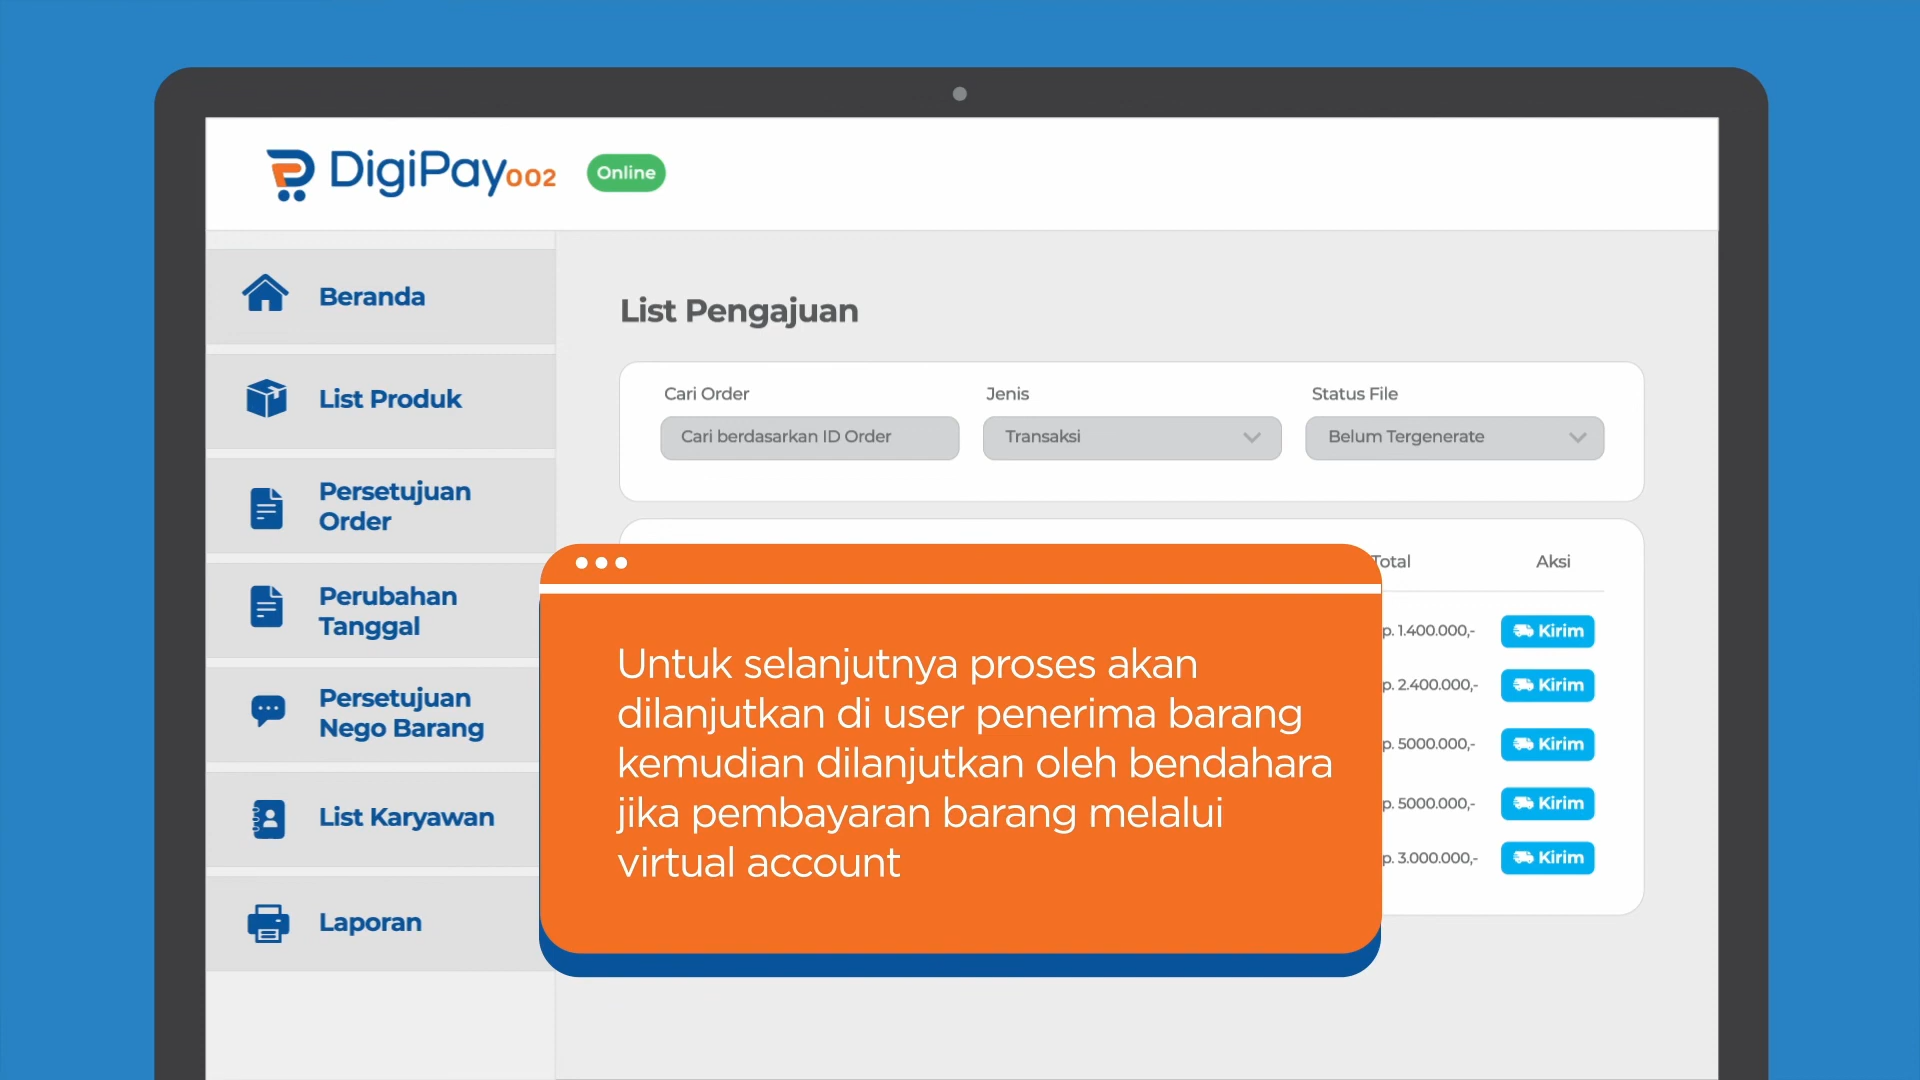 DigiPay002
Online
Beranda
List Produk
Persetujuan
Order
Perubahan
Tanggal
Persetujuan
Nego Barang
List Karyawan
Laporan
List Pengajuan
Cari Order
Jenis
Status File
Cari berdasarkan ID Order
Transaksi
Belum Tergenerate
Total
Aksi
p. 1.400.000,-
Kirim
p. 2.400.000,-
Kirim
p. 5000.000,-
Kirim
p. 5000.000,-
Kirim
p. 3.000.000,-
Kirim
Untuk selanjutnya proses akan
dilanjutkan di user penerima barang
kemudian dilanjutkan oleh bendahara
jika pembayaran barang melalui
virtual account